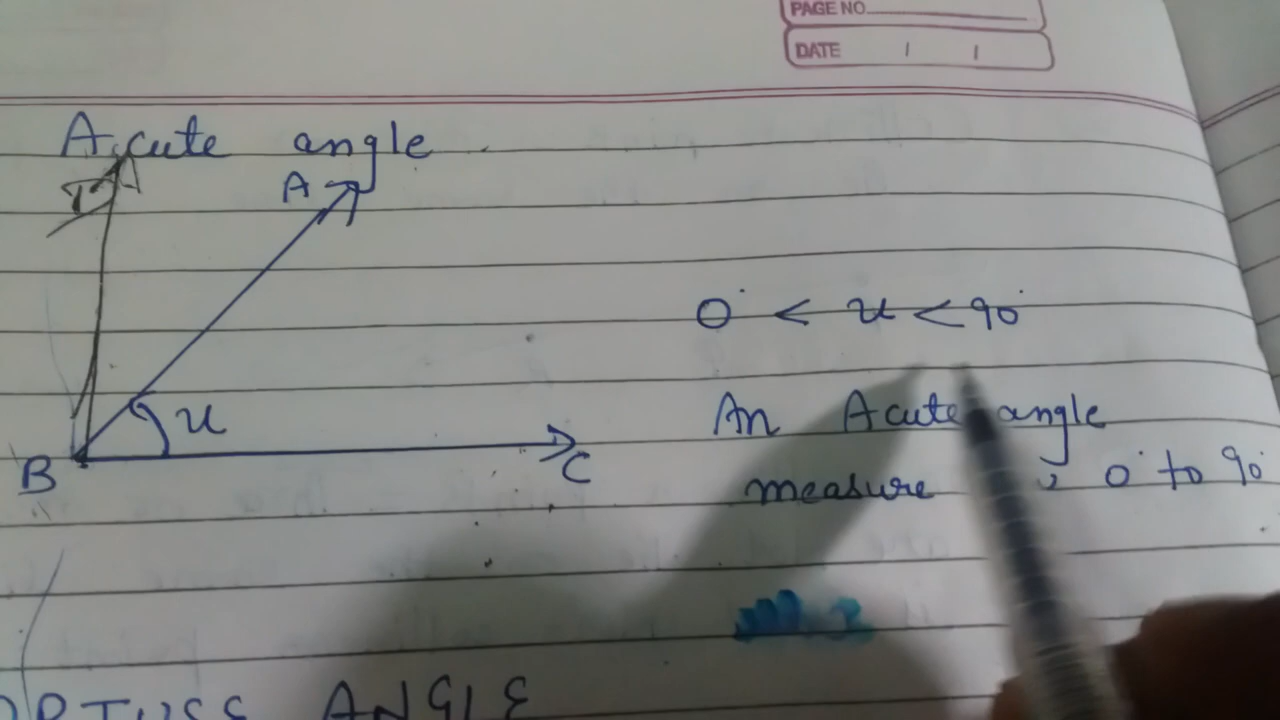 PAGE NO.
DATE / /
Acute angle
A
0° < x < 90°
x
An Acute angle
B
C
measure 0° to 90°
ANGLE